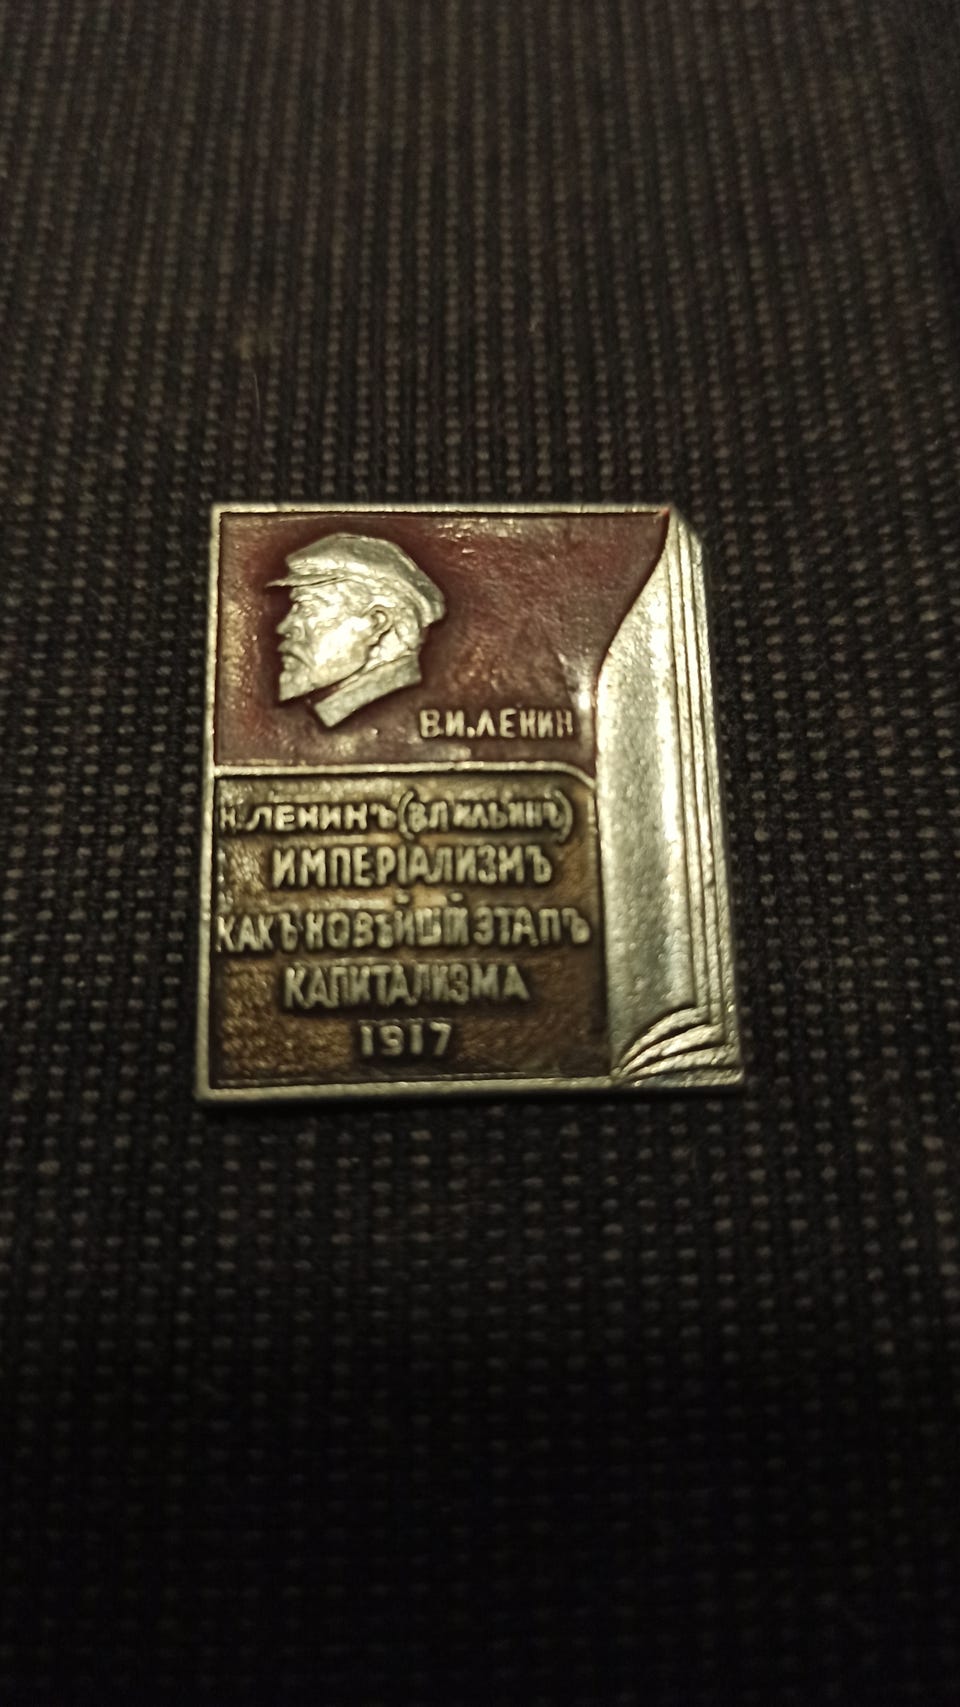 В.И.ЛЕНИН
Н.ЛЕНИНЪ (ВЛ ИЛЬИНЪ)
ИМПЕРІАЛИЗМЪ
КАКЪ НОВѢЙШІЙ ЭТАПЪ
КАПИТАЛИЗМА
1917